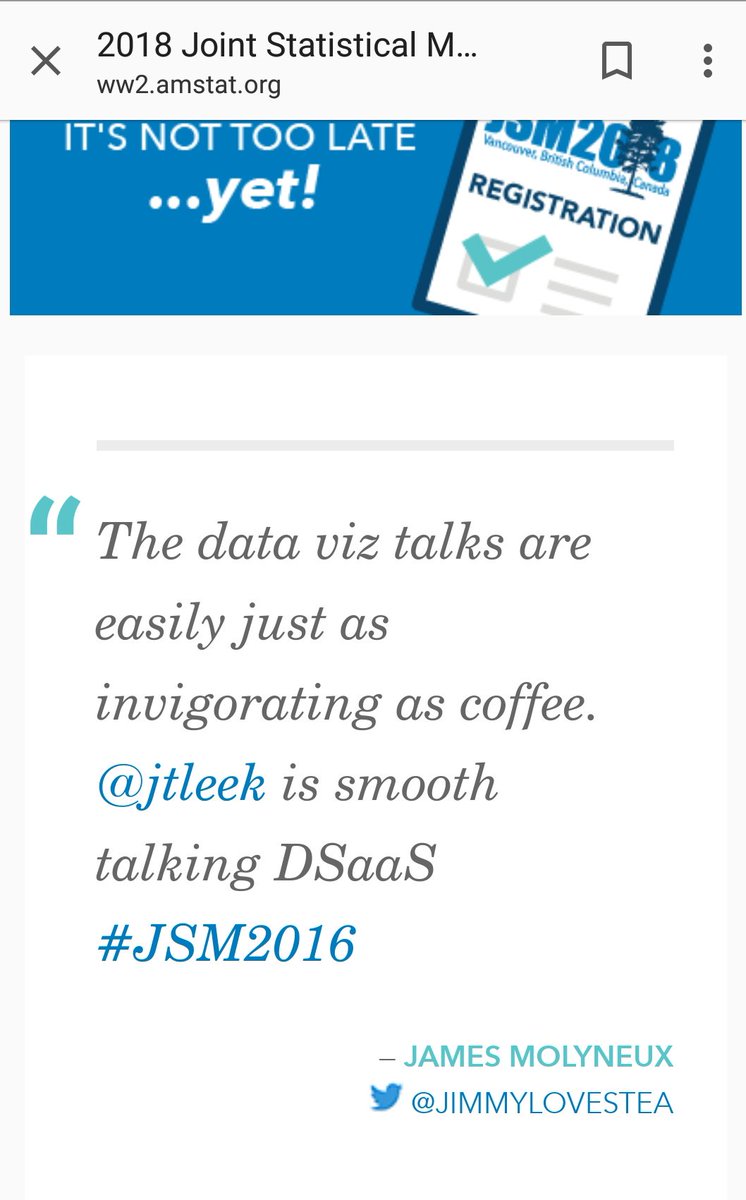 2018 Joint Statistical M...
ww2.amstat.org
IT'S NOT TOO LATE
...yet!
JSM2018
Vancouver, British Columbia, Canada
REGISTRATION
“ The data viz talks are
easily just as
invigorating as coffee.
@jtleek is smooth
talking DSaaS
#JSM2016
– JAMES MOLYNEUX
@JIMMYLOVESTEA